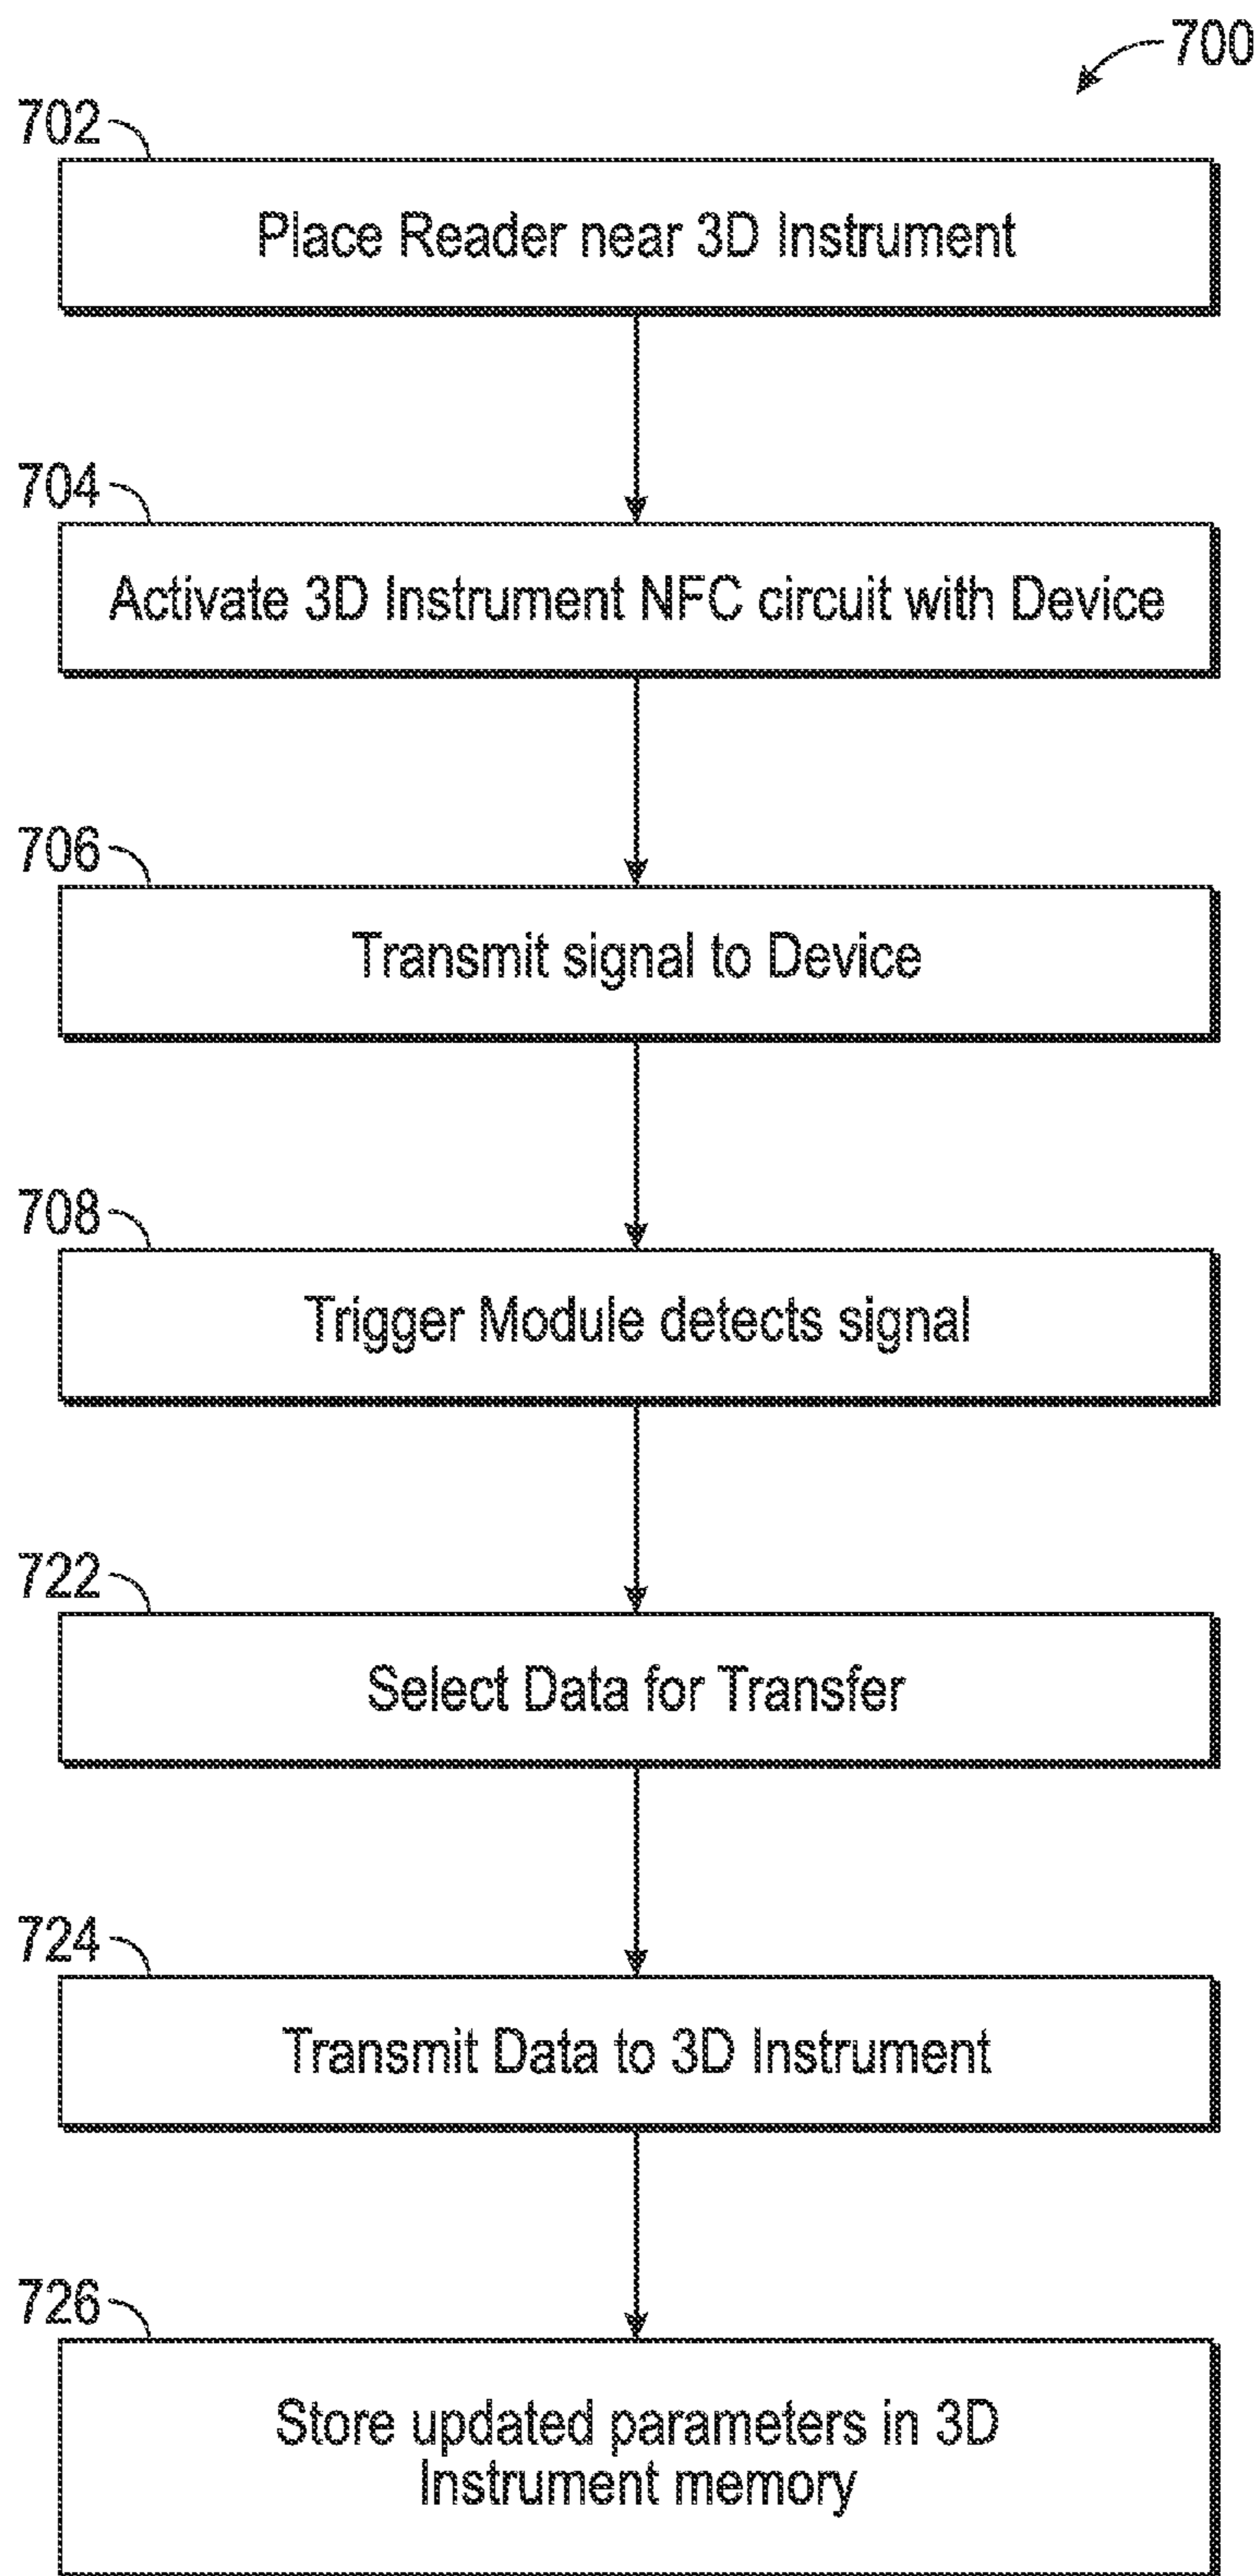 700
702
Place Reader near 3D Instrument
704
Activate 3D Instrument NFC circuit with Device
706
Transmit signal to Device
708
Trigger Module detects signal
722
Select Data for Transfer
724
Transmit Data to 3D Instrument
726
Store updated parameters in 3D
Instrument memory